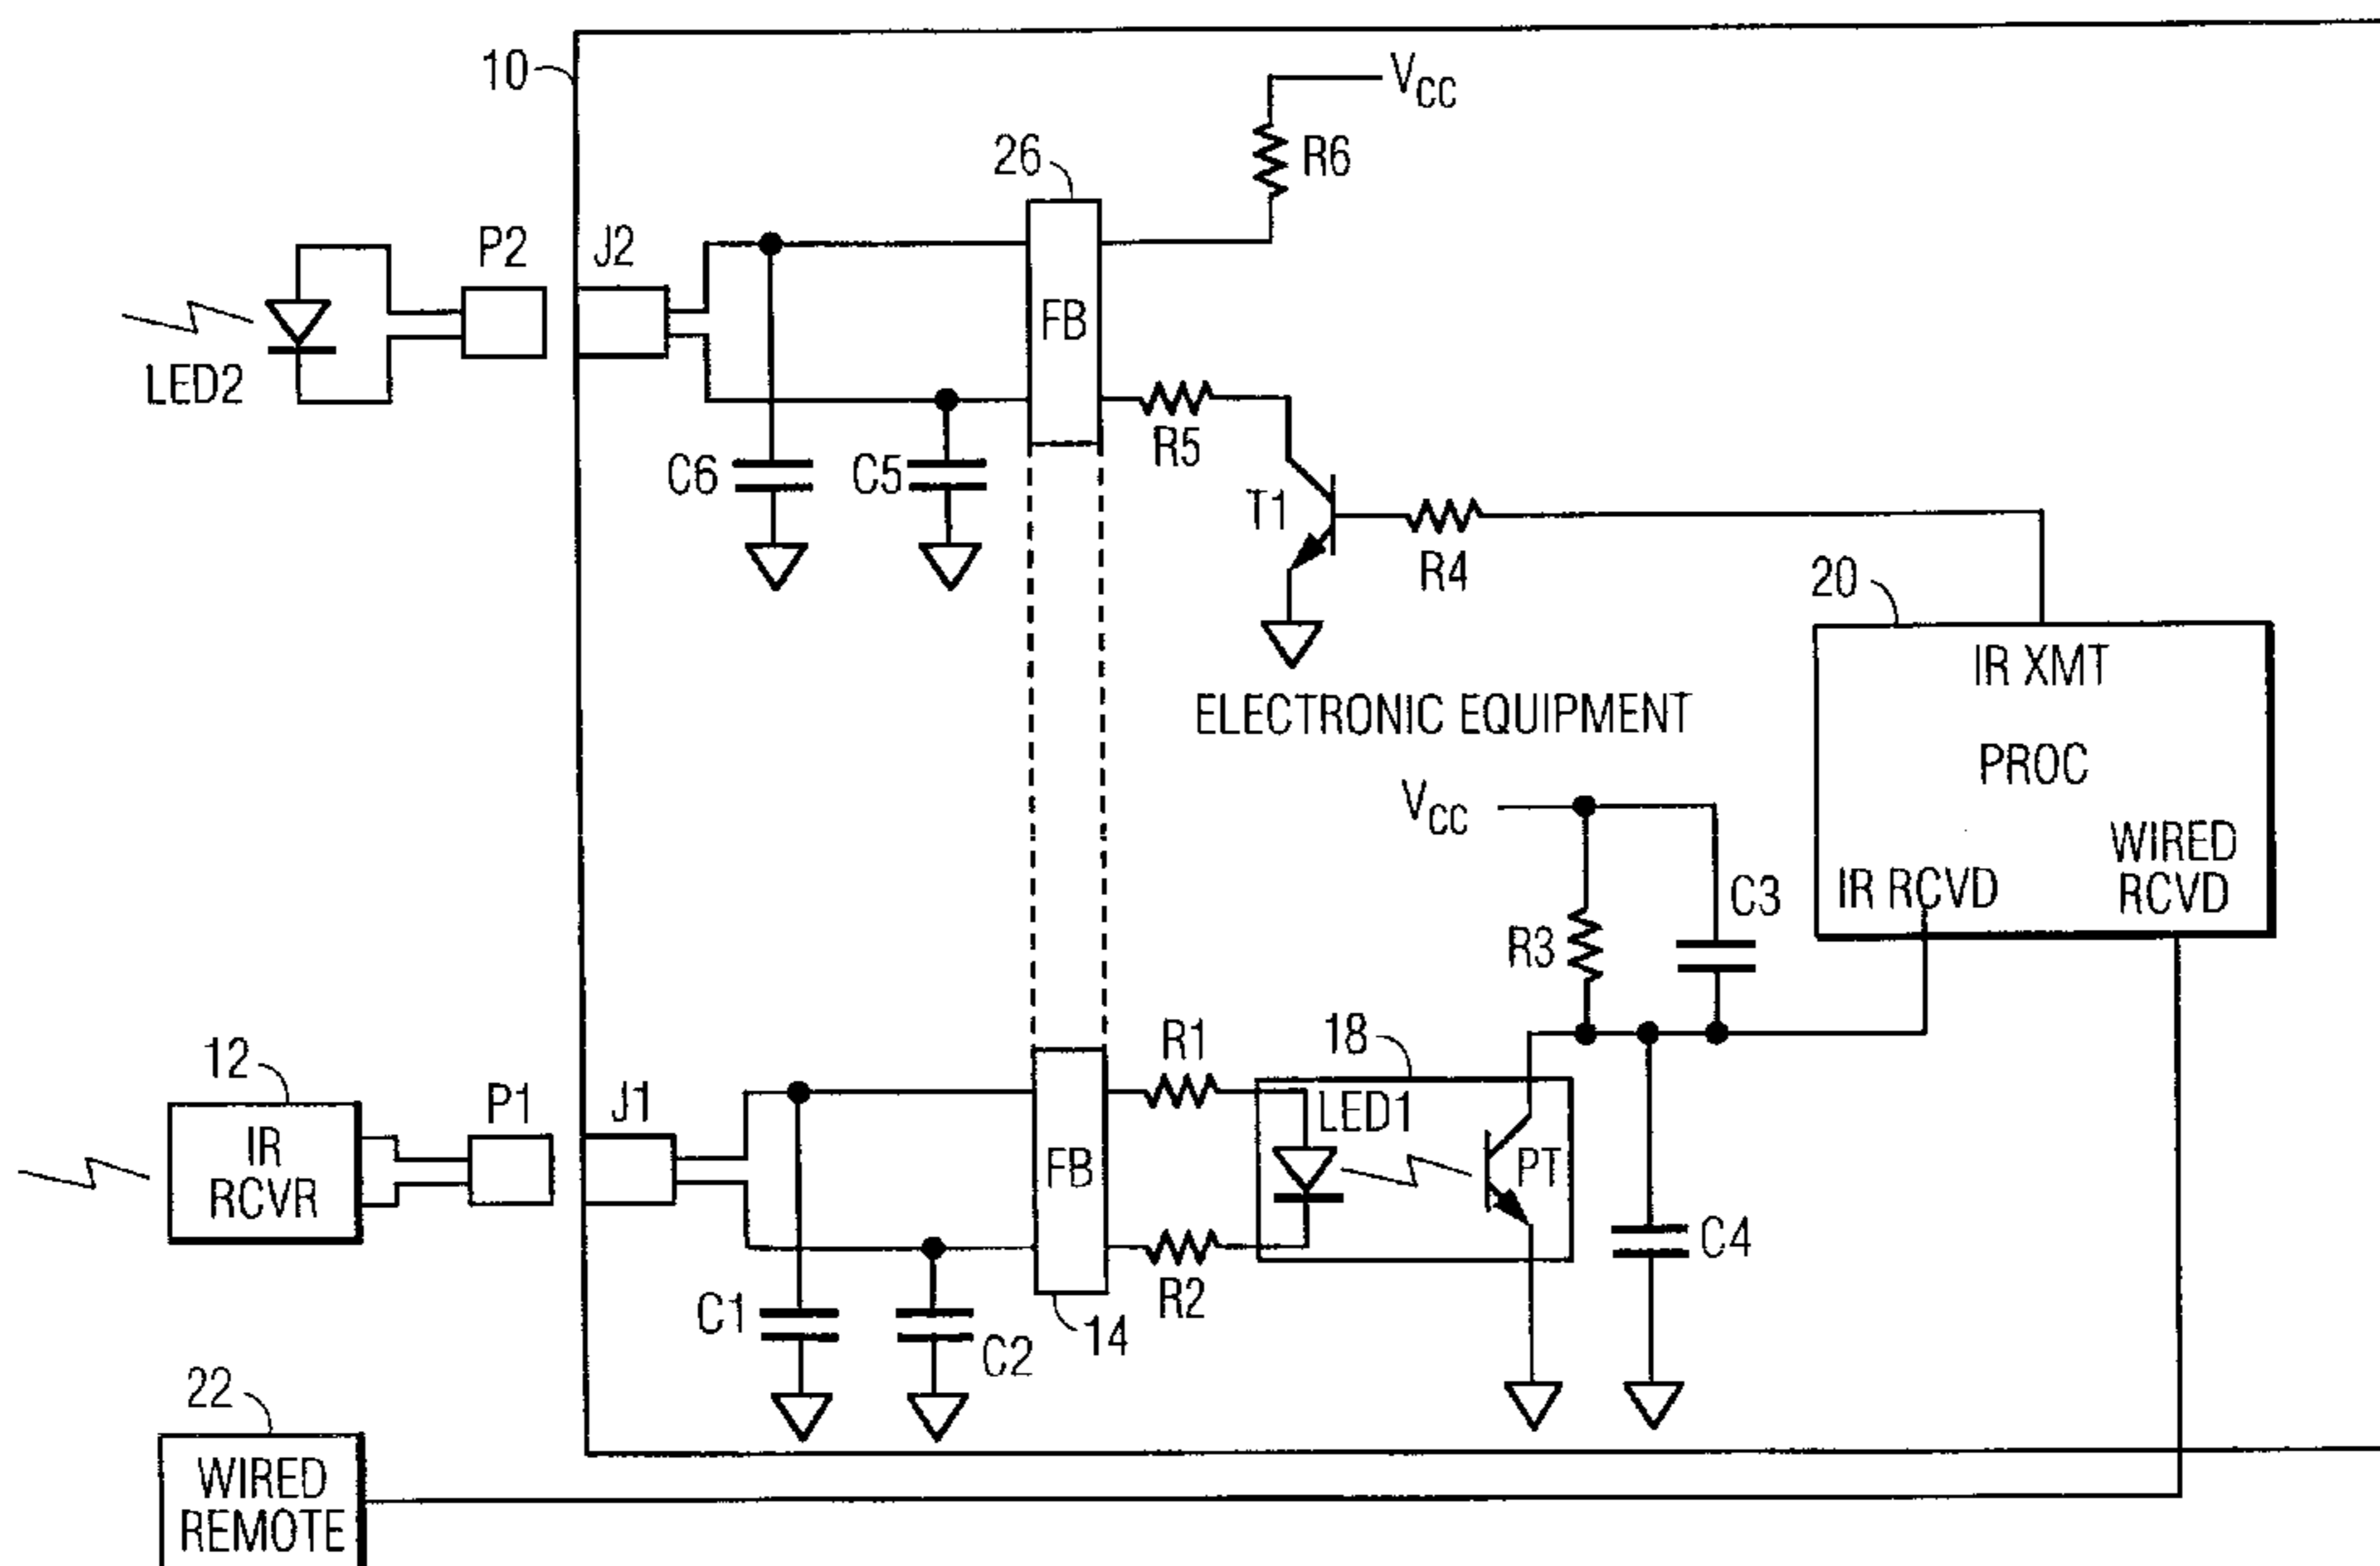 10
V_CC
26
R6
P2
J2
FB
LED2
R5
C6
C5
T1
R4
20
IR XMT
ELECTRONIC EQUIPMENT
PROC
V_CC
WIRED
RCVD
IR RCVD
C3
R3
12
R1
18
P1
J1
LED1
IR
RCVR
FB
PT
C4
R2
C1
14
C2
22
WIRED
REMOTE